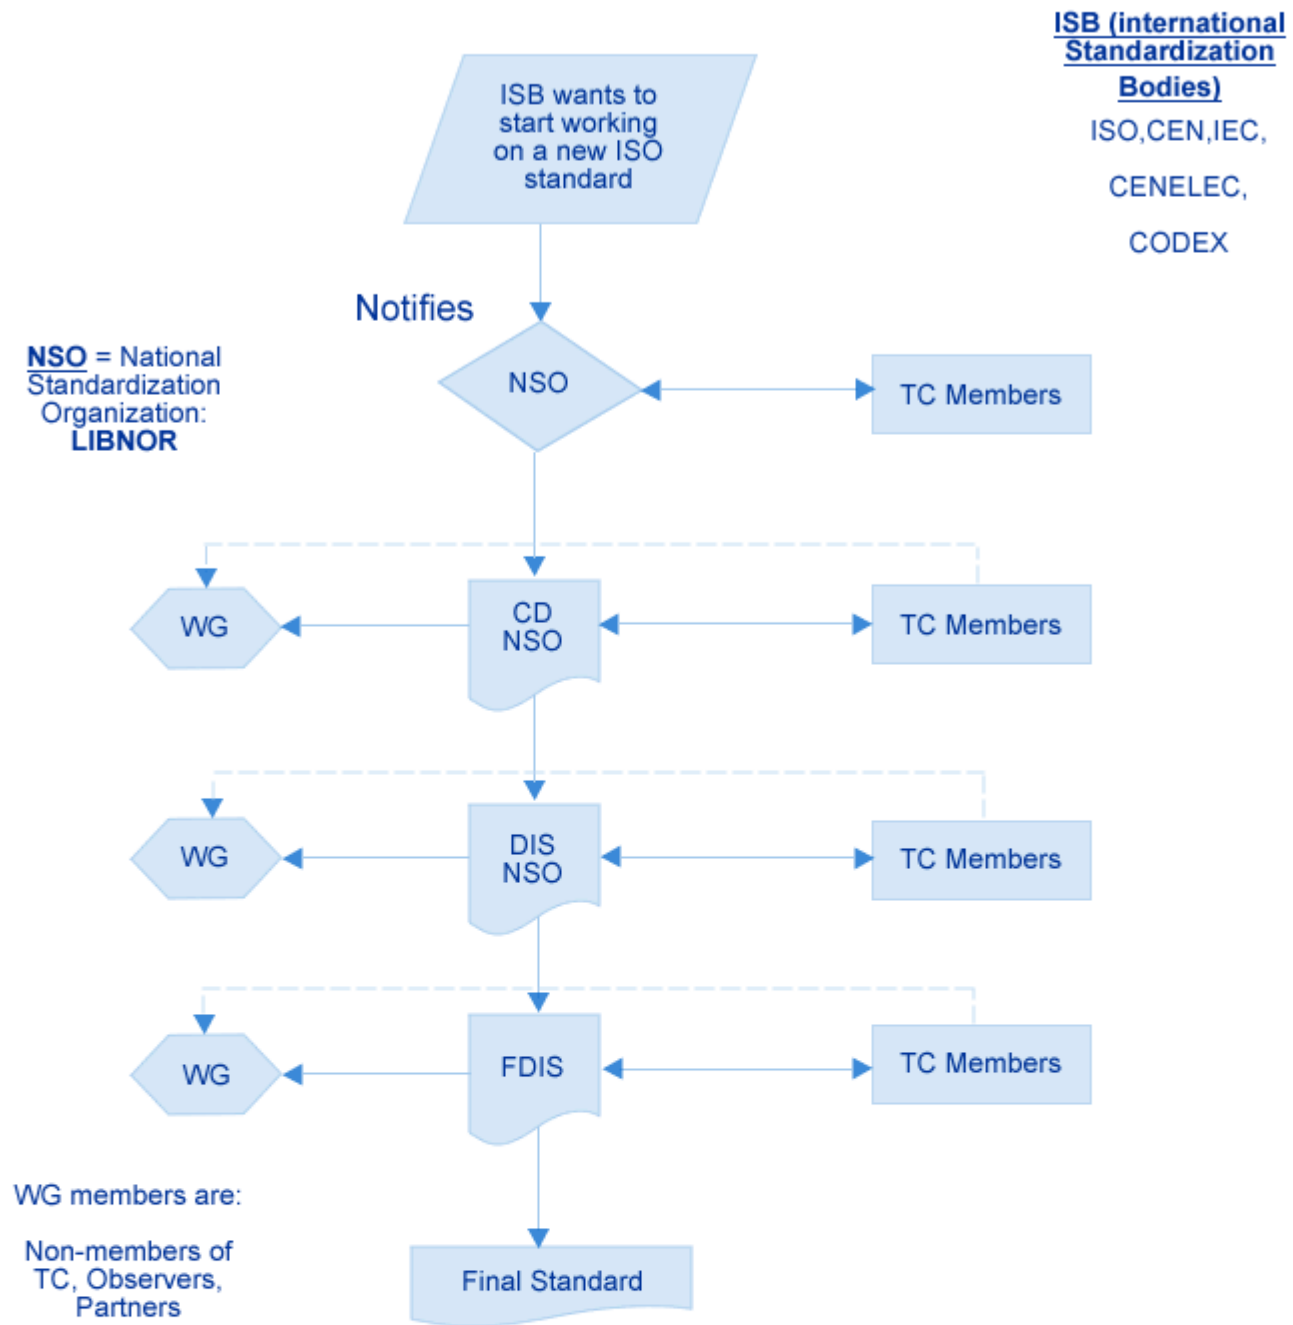 ISB (international
Standardization
Bodies)
ISO,CEN,IEC,
CENELEC,
CODEX
ISB wants to
start working
on a new ISO
standard
Notifies
NSO = National
Standardization
Organization:
LIBNOR
NSO
TC Members
WG
CD
NSO
TC Members
WG
DIS
NSO
TC Members
WG
FDIS
TC Members
WG members are:
Non-members of
TC, Observers,
Partners
Final Standard